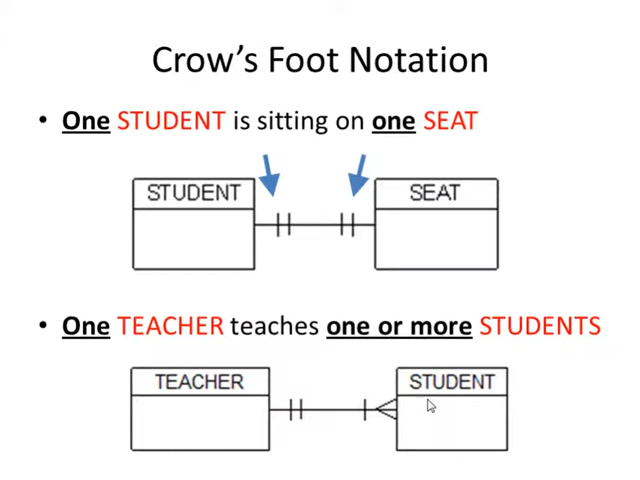 Crow's Foot Notation
• One STUDENT is sitting on one SEAT
STUDENT
SEAT
• One TEACHER teaches one or more STUDENTS
TEACHER
STUDENT